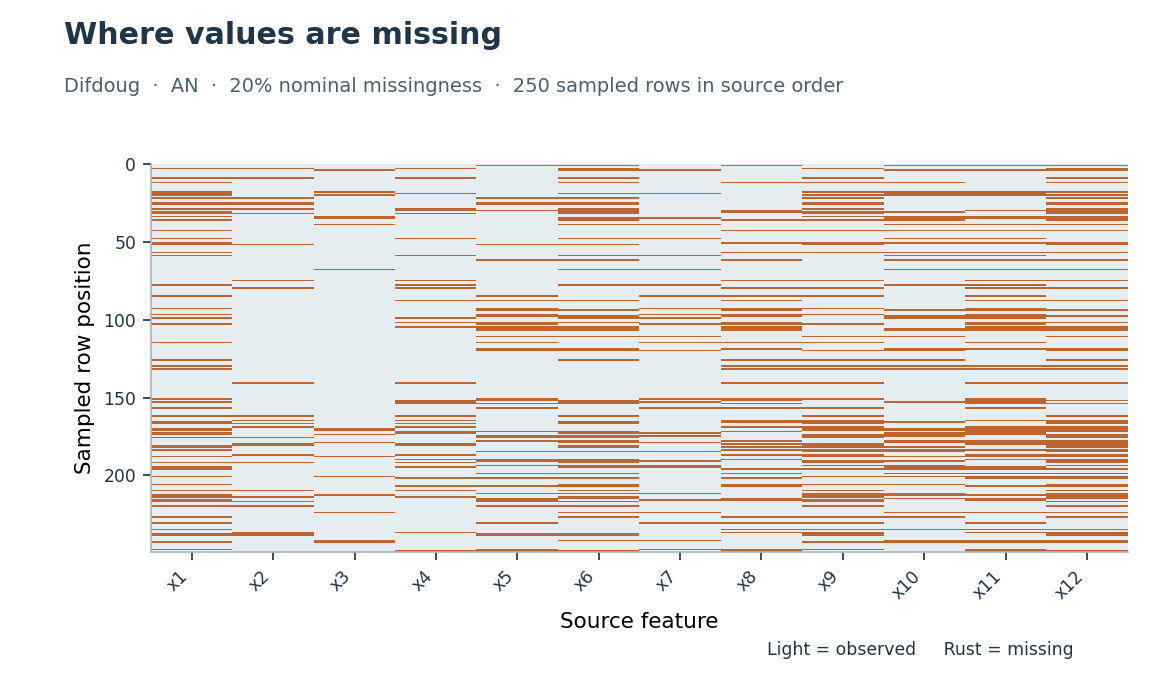 Where values are missing
Difdoug · AN · 20% nominal missingness · 250 sampled rows in source order
0
50
100
150
200
Sampled row position
x1 x2 x3 x4 x5 x6 x7 x8 x9 x10 x11 x12
Source feature
Light = observed Rust = missing